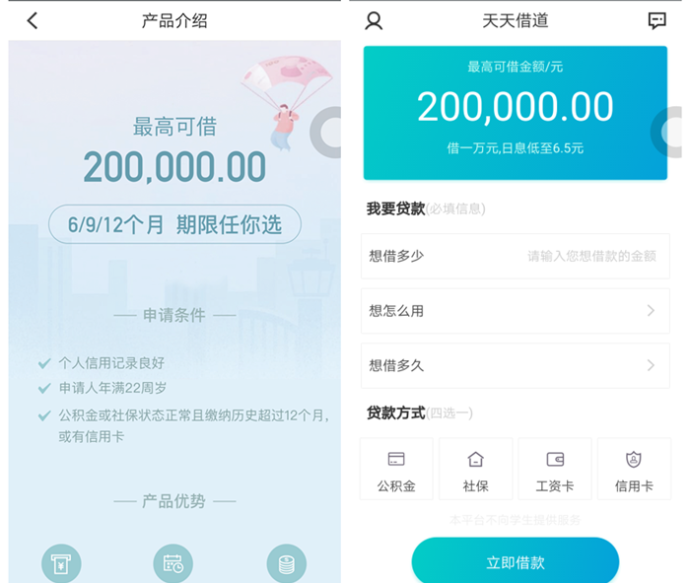 产品介绍
最高可借
200,000.00
6/9/12个月 期限任你选
申请条件
个人信用记录良好
申请人年满22周岁
公积金或社保状态正常且缴纳历史超过12个月,
或有信用卡
产品优势
天天借道
最高可借金额/元
200,000.00
借一万元,日息低至6.5元
我要贷款(必填信息)
想借多少 请输入您想借款的金额
想怎么用
想借多久
贷款方式(四选一)
公积金 社保 工资卡 信用卡
本平台不向学生提供服务
立即借款